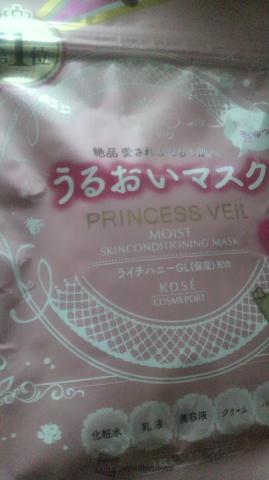 第1位
うるおいマスク
PRINCESS VEIL
MOIST
SKINCONDITIONING MASK
ライチハニーGL(保湿)配合
KOSÉ
COSMEPORT
化粧水
乳液
美容液
クリーム